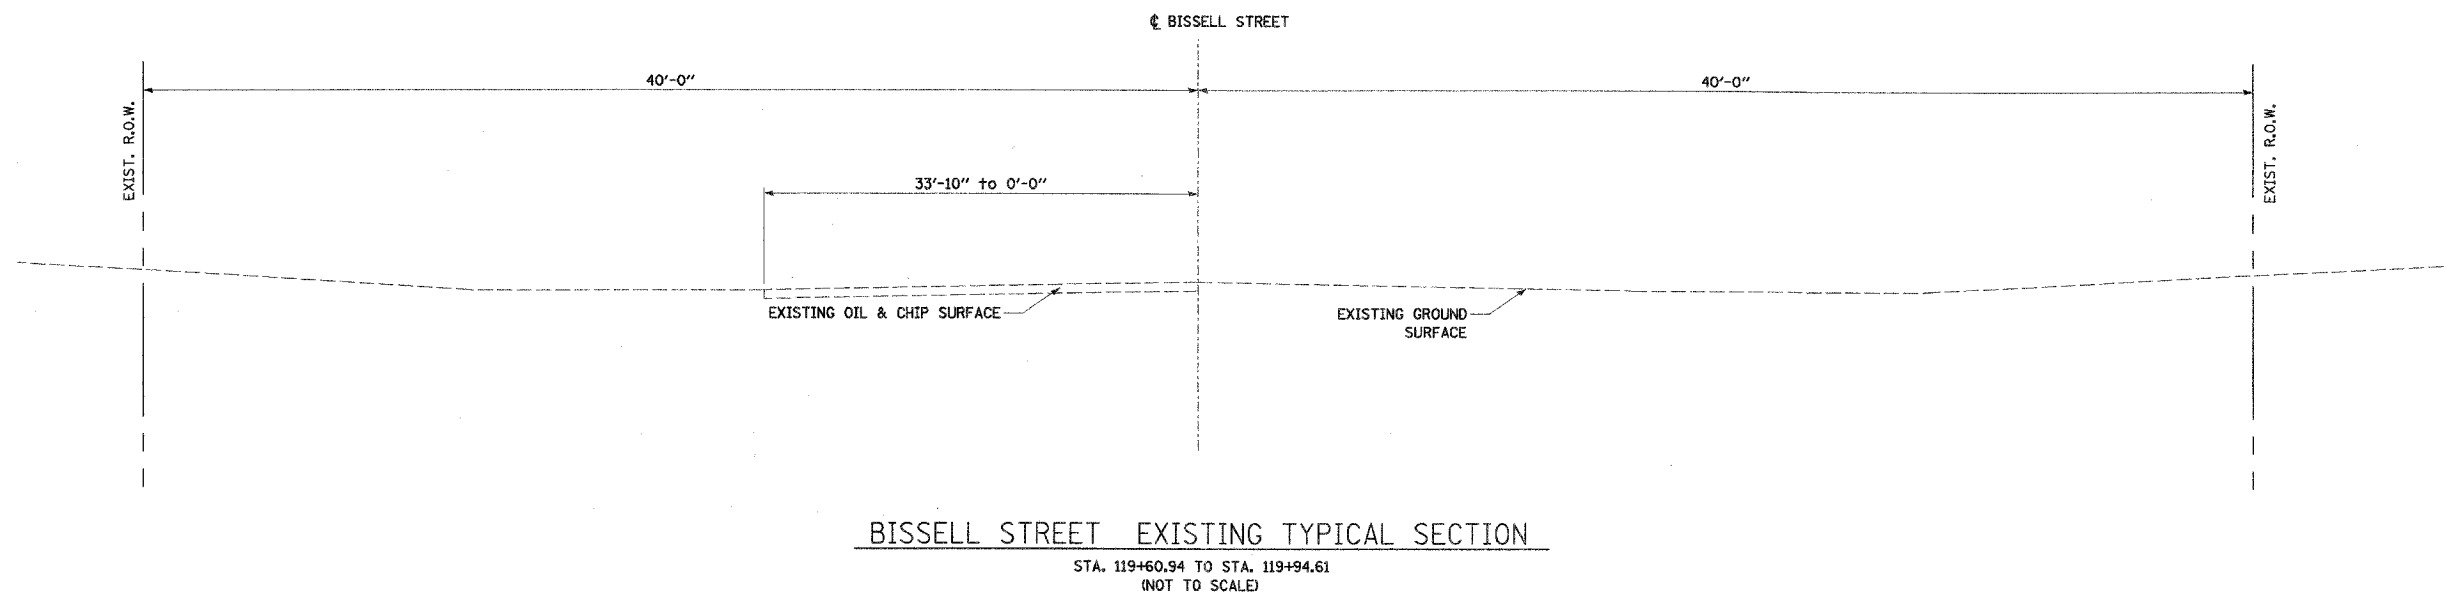 ℄ BISSELL STREET
40'-0"
40'-0"
EXIST. R.O.W.
EXIST. R.O.W.
33'-10" to 0'-0"
EXISTING OIL & CHIP SURFACE
EXISTING GROUND
SURFACE
BISSELL STREET EXISTING TYPICAL SECTION
STA. 119+60.94 TO STA. 119+94.61
(NOT TO SCALE)